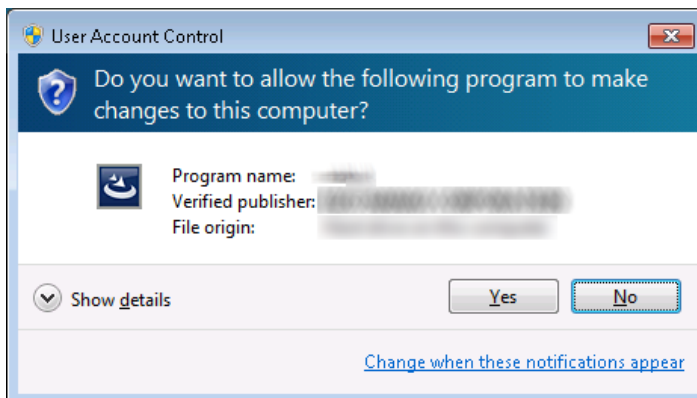 User Account Control
Do you want to allow the following program to make
changes to this computer?
Program name:
Verified publisher:
File origin:
Show details
Yes
No
Change when these notifications appear